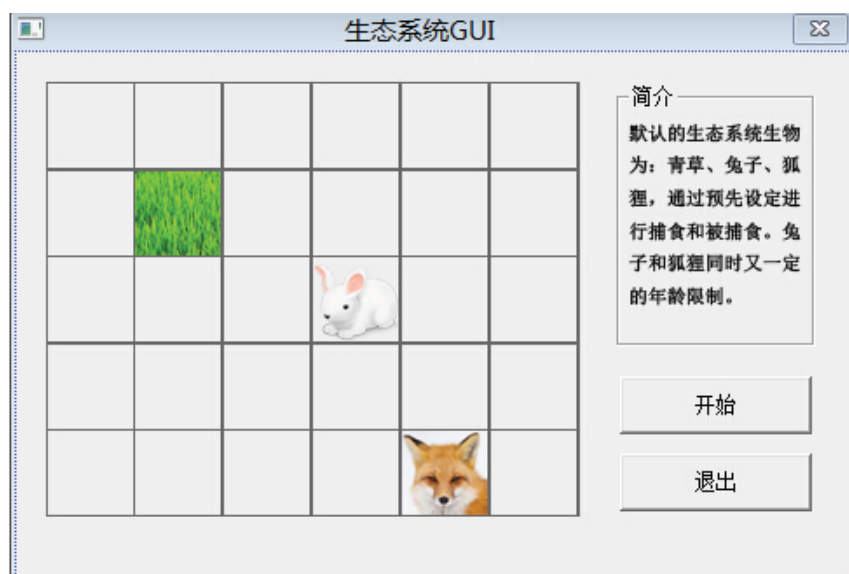 生态系统GUI
简介
默认的生态系统生物
为：青草、兔子、狐
狸，通过预先设定进
行捕食和被捕食。兔
子和狐狸同时又一定
的年龄限制。
开始
退出